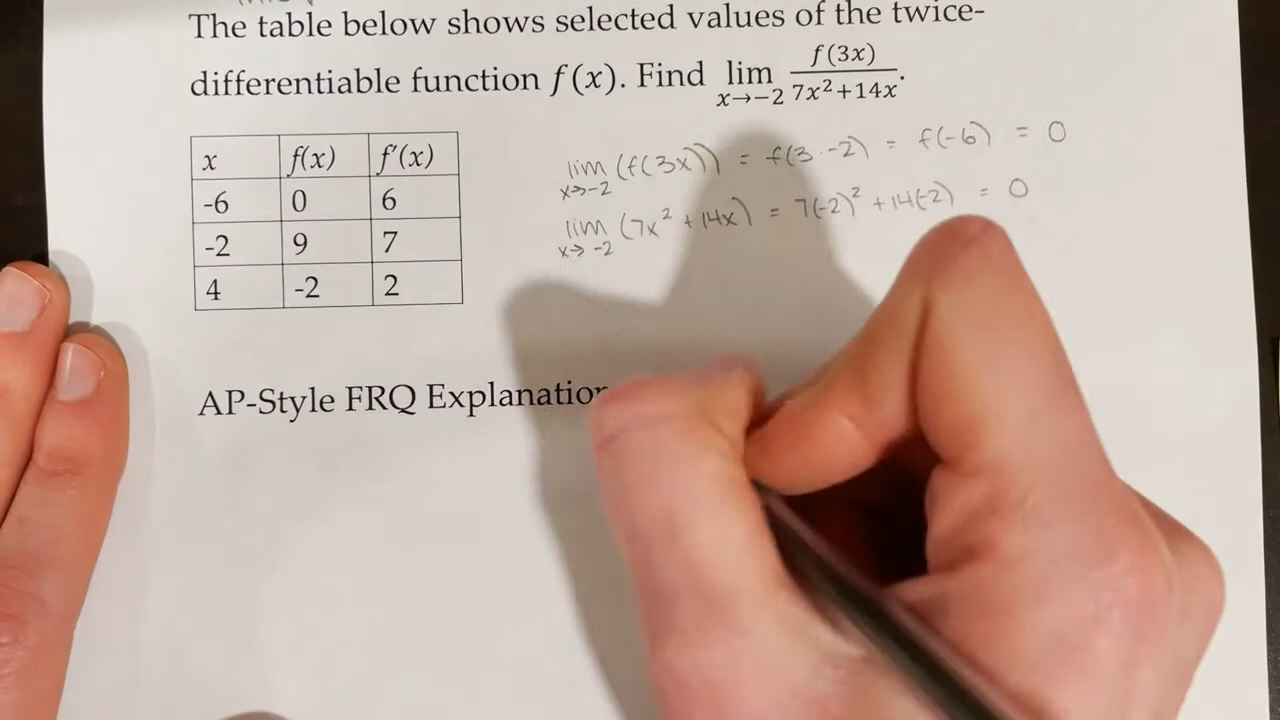 The table below shows selected values of the twice-
differentiable function f(x). Find lim x→-2 f(3x) / 7x²+14x.
x f(x) f'(x)
-6 0 6
-2 9 7
4 -2 2
lim x→-2 (f(3x)) = f(3·-2) = f(-6) = 0
lim x→-2 (7x² + 14x) = 7(-2)² + 14(-2) = 0
AP-Style FRQ Explanation